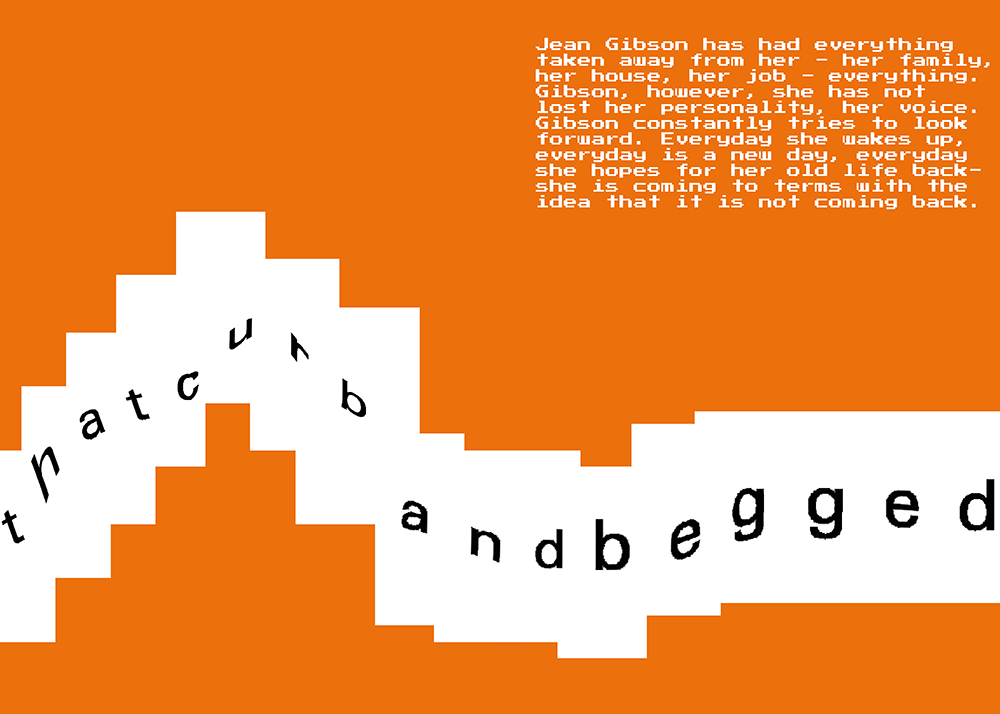 Jean Gibson has had everything
taken away from her - her family,
her house, her job - everything.
Gibson, however, she has not
lost her personality, her voice.
Gibson constantly tries to look
forward. Everyday she wakes up,
everyday is a new day, everyday
she hopes for her old life back-
she is coming to terms with the
idea that it is not coming back.
thatcurbandbegged